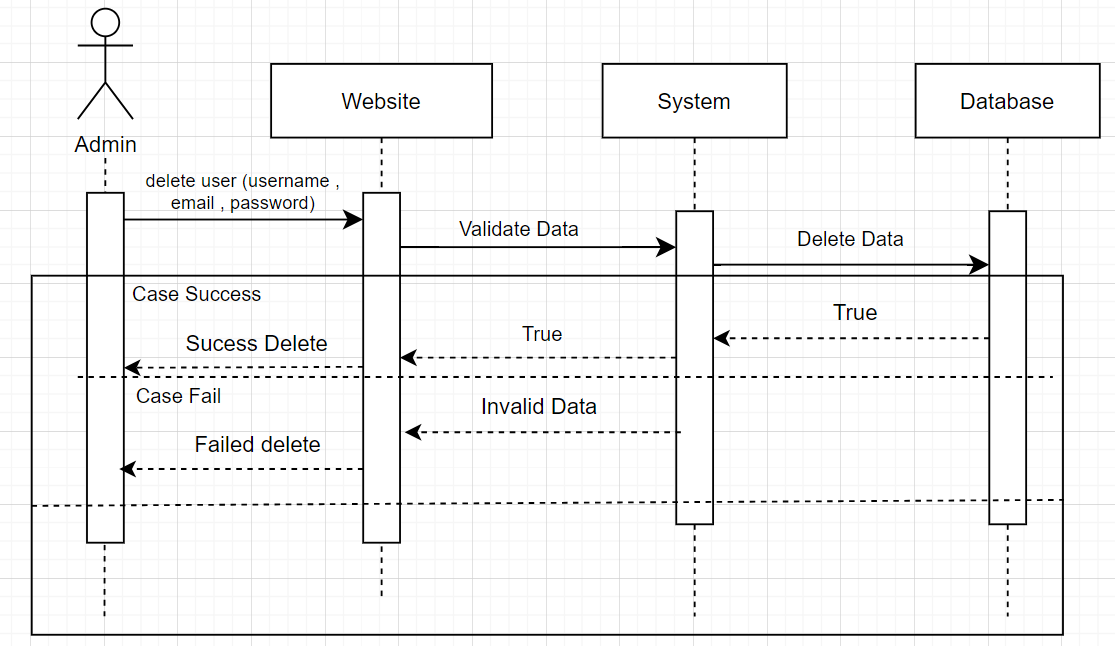 Website
System
Database
Admin
delete user (username ,
email , password)
Validate Data
Delete Data
Case Success
True
True
Sucess Delete
Case Fail
Invalid Data
Failed delete